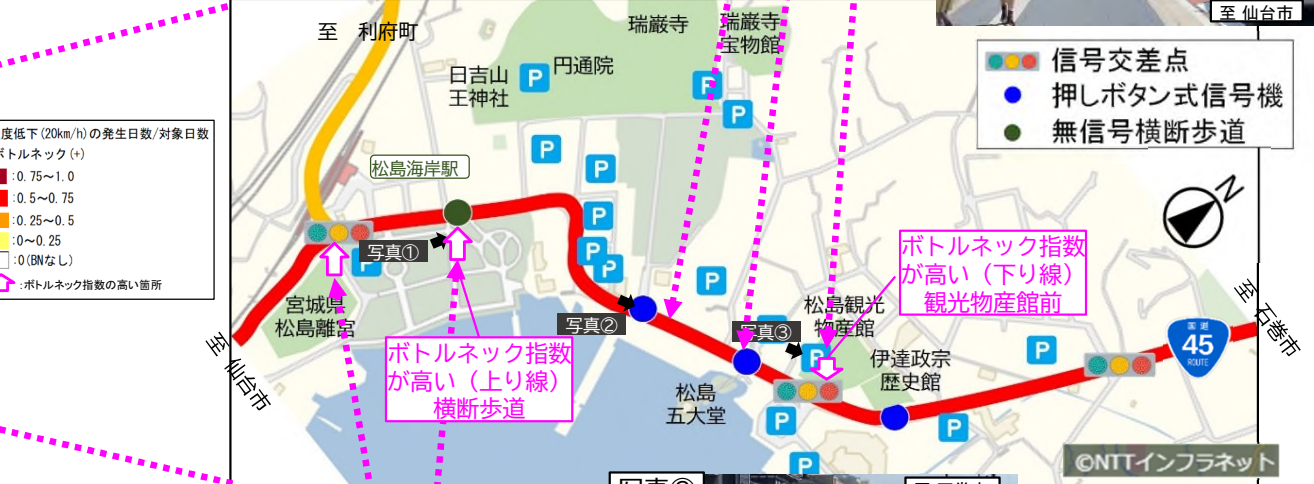 至 仙台市
至 利府町
瑞巌寺
瑞巌寺
宝物館
日吉山
王神社
円通院
P
P
P
信号交差点
押しボタン式信号機
無信号横断歩道
度低下(20km/h)の発生日数/対象日数
ボトルネック(+)
:0.75～1.0
:0.5～0.75
:0.25～0.5
:0～0.25
:0(BNなし)
:ボトルネック指数の高い箇所
P
P
松島海岸駅
N
P
写真①
P
P
P
P
ボトルネック指数
が高い（下り線）
観光物産館前
宮城県
松島離宮
写真②
写真③
松島観光
物産館
P
至 石巻市
国道
45
ROUTE
至 仙台市
ボトルネック指数
が高い（上り線）
横断歩道
伊達政宗
歴史館
P
松島
五大堂
P
P
P
©NTTインフラネット